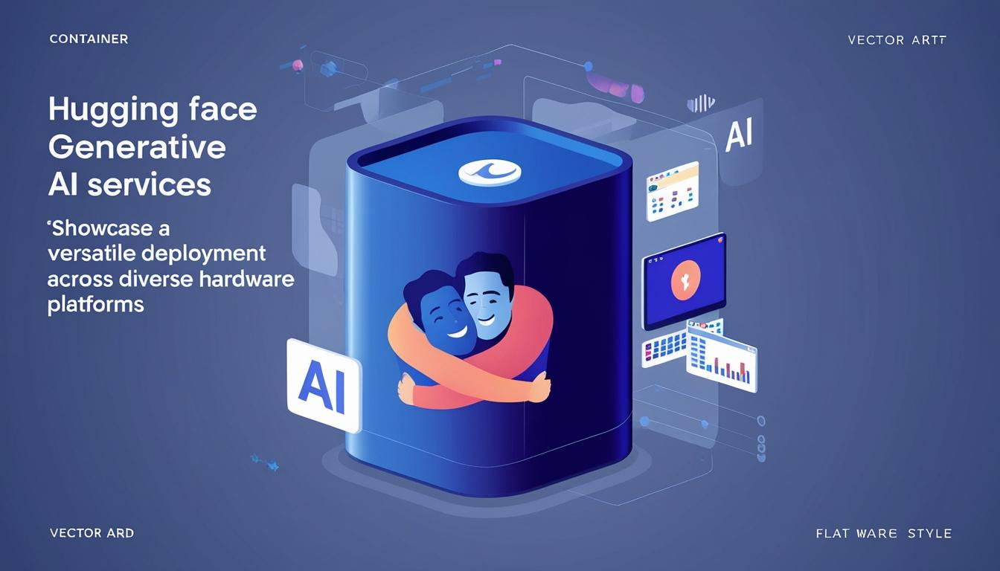 CONTAINER
VECTOR ARTT
Hugging face
Generative
AI services
‘Showcase a
versatile deployment
across diverse hardware
platforms
AI
AI
VECTOR ARD
FLAT WARE STYLE